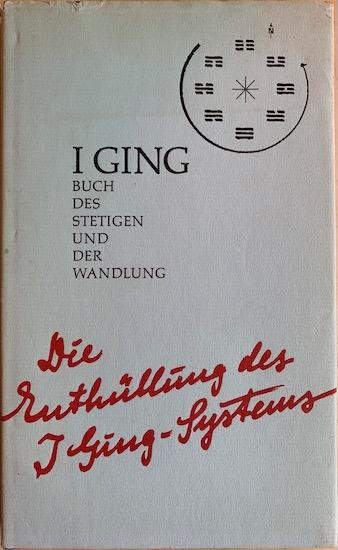 N
I GING
BUCH
DES
STETIGEN
UND
DER
WANDLUNG
Die
Enthüllung des
I Ging-Systems